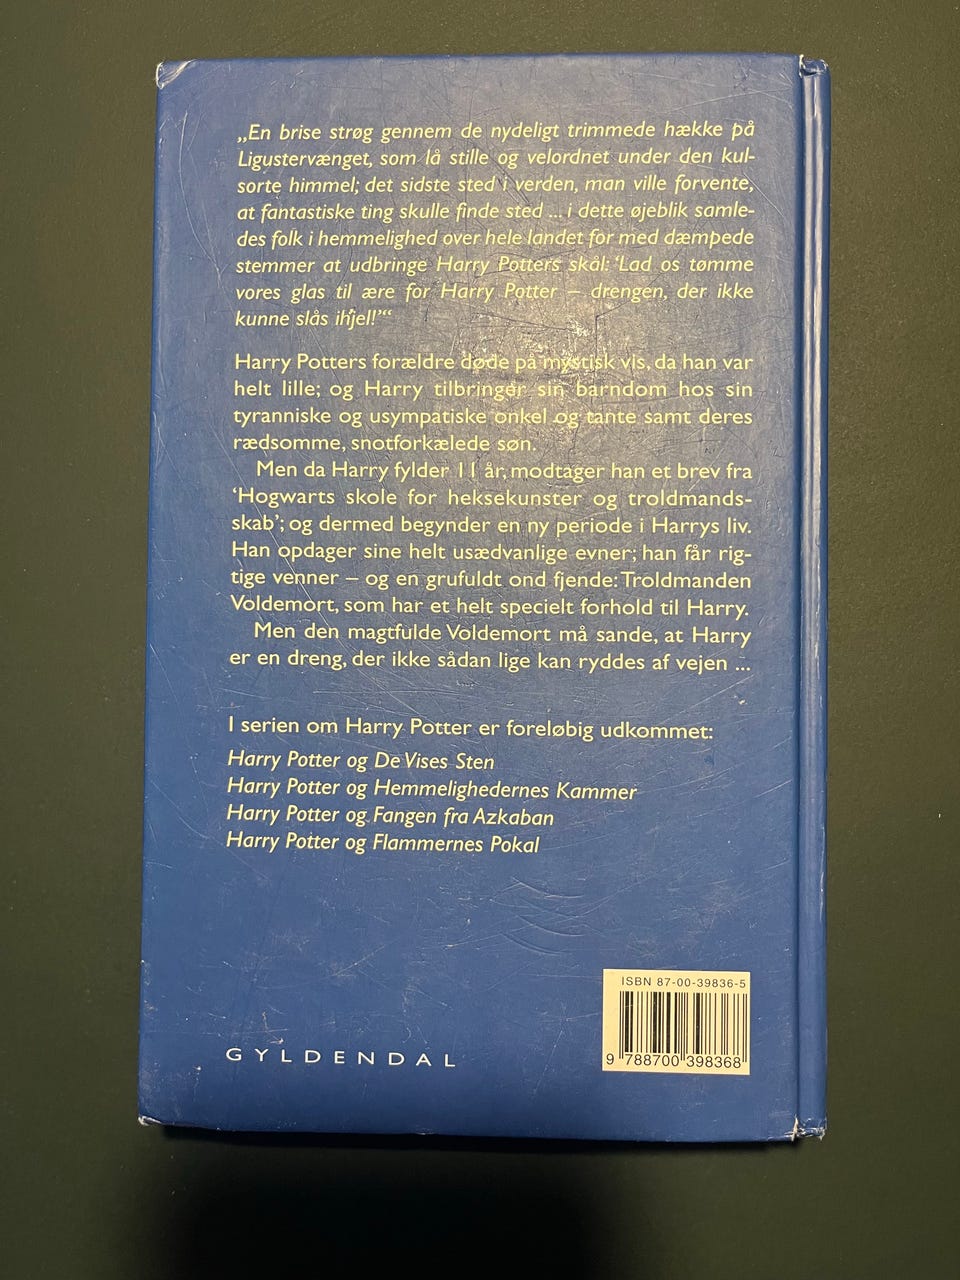 „En brise strøg gennem de nydeligt trimmede hække på
Ligustervænget, som lå stille og velordnet under den kul-
sorte himmel; det sidste sted i verden, man ville forvente,
at fantastiske ting skulle finde sted ... i dette øjeblik samle-
des folk i hemmelighed over hele landet for med dæmpede
stemmer at udbringe Harry Potters skål: ‘Lad os tømme
vores glas til ære for Harry Potter – drengen, der ikke
kunne slås ihjel!’“
Harry Potters forældre døde på mystisk vis, da han var
helt lille; og Harry tilbringer sin barndom hos sin
tyranniske og usympatiske onkel og tante samt deres
rædsomme, snotforkælede søn.
Men da Harry fylder 11 år, modtager han et brev fra
‘Hogwarts skole for heksekunster og troldmands-
skab’; og dermed begynder en ny periode i Harrys liv.
Han opdager sine helt usædvanlige evner; han får rig-
tige venner – og en grufuldt ond fjende: Troldmanden
Voldemort, som har et helt specielt forhold til Harry.
Men den magtfulde Voldemort må sande, at Harry
er en dreng, der ikke sådan lige kan ryddes af vejen ...
I serien om Harry Potter er foreløbig udkommet:
Harry Potter og De Vises Sten
Harry Potter og Hemmelighedernes Kammer
Harry Potter og Fangen fra Azkaban
Harry Potter og Flammernes Pokal
ISBN 87-00-39836-5
9 788700 398368
GYLDENDAL